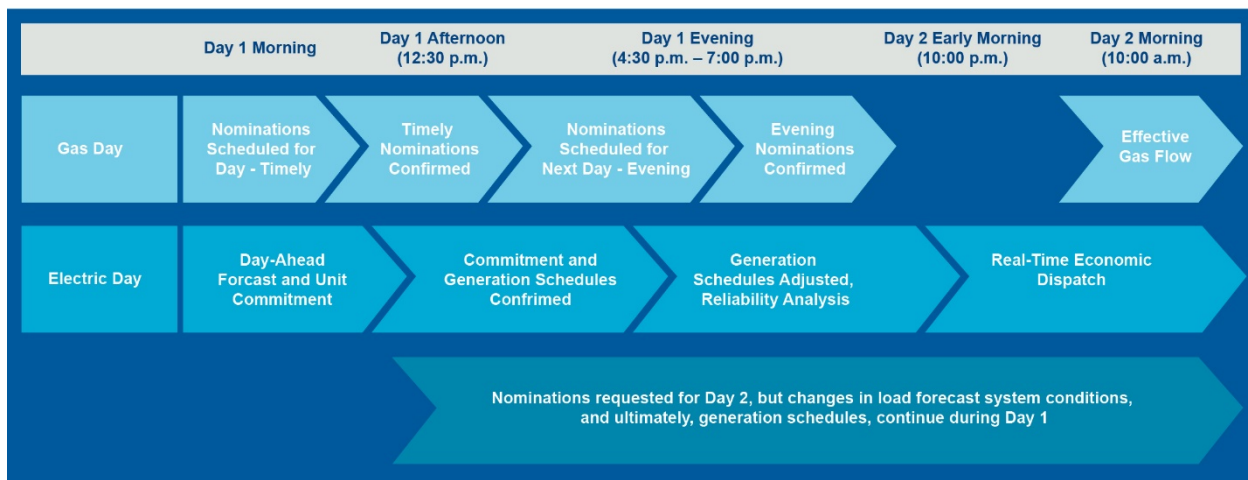 Day 1 Morning
Day 1 Afternoon
(12:30 p.m.)
Day 1 Evening
(4:30 p.m. – 7:00 p.m.)
Day 2 Early Morning
(10:00 p.m.)
Day 2 Morning
(10:00 a.m.)
Gas Day
Nominations
Scheduled for
Day - Timely
Timely
Nominations
Confirmed
Nominations
Scheduled for
Next Day - Evening
Evening
Nominations
Confirmed
Effective
Gas Flow
Electric Day
Day-Ahead
Forcast and Unit
Commitment
Commitment and
Generation Schedules
Confrimed
Generation
Schedules Adjusted,
Reliability Analysis
Real-Time Economic
Dispatch
Nominations requested for Day 2, but changes in load forecast system conditions,
and ultimately, generation schedules, continue during Day 1